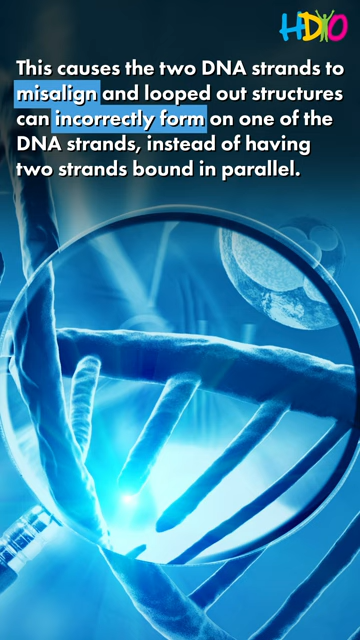 HDYO
This causes the two DNA strands to
misalign and looped out structures
can incorrectly form on one of the
DNA strands, instead of having
two strands bound in parallel.